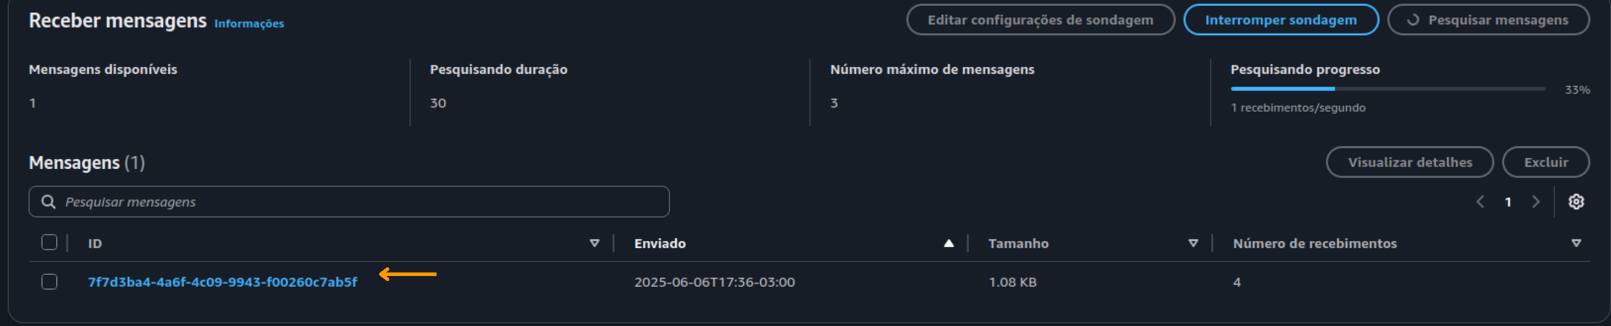 Receber mensagens Informações Editar configurações de sondagem Interromper sondagem Pesquisar mensagens
Mensagens disponíveis Pesquisando duração Número máximo de mensagens Pesquisando progresso
1 30 3 33%
1 recebimentos/segundo
Mensagens (1) Visualizar detalhes Excluir
Pesquisar mensagens 1
ID Enviado Tamanho Número de recebimentos
7f7d3ba4-4a6f-4c09-9943-f00260c7ab5f 2025-06-06T17:36-03:00 1.08 KB 4